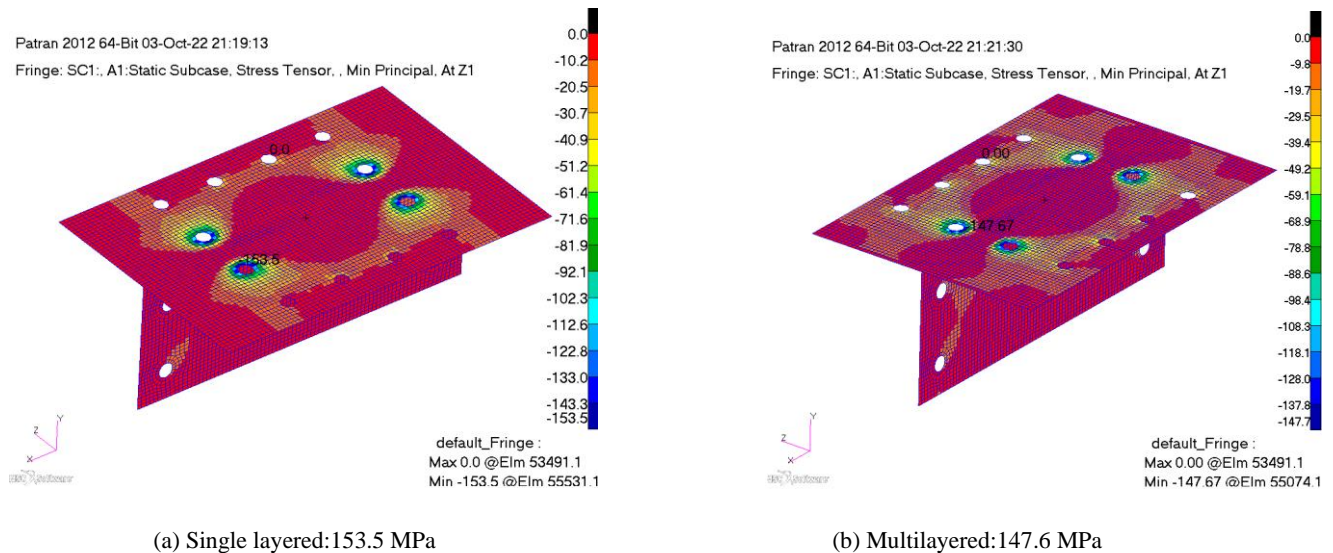 Patran 2012 64-Bit 03-Oct-22 21:19:13
Fringe: SC1:, A1:Static Subcase, Stress Tensor, , Min Principal, At Z1
0.0
-10.2
-20.5
-30.7
-40.9
-51.2
-61.4
-71.6
-81.9
-92.1
-102.3
-112.6
-122.8
-133.0
-143.3
-153.5
0.0
-153.5
Y
Z
X
default_Fringe :
Max 0.0 @Elm 53491.1
Min -153.5 @Elm 55531.1
(a) Single layered:153.5 MPa
Patran 2012 64-Bit 03-Oct-22 21:21:30
Fringe: SC1:, A1:Static Subcase, Stress Tensor, , Min Principal, At Z1
0.0
-9.8
-19.7
-29.5
-39.4
-49.2
-59.1
-68.9
-78.8
-88.6
-98.4
-108.3
-118.1
-128.0
-137.8
-147.7
0.00
147.67
Y
Z
X
default_Fringe :
Max 0.00 @Elm 53491.1
Min -147.67 @Elm 55074.1
(b) Multilayered:147.6 MPa